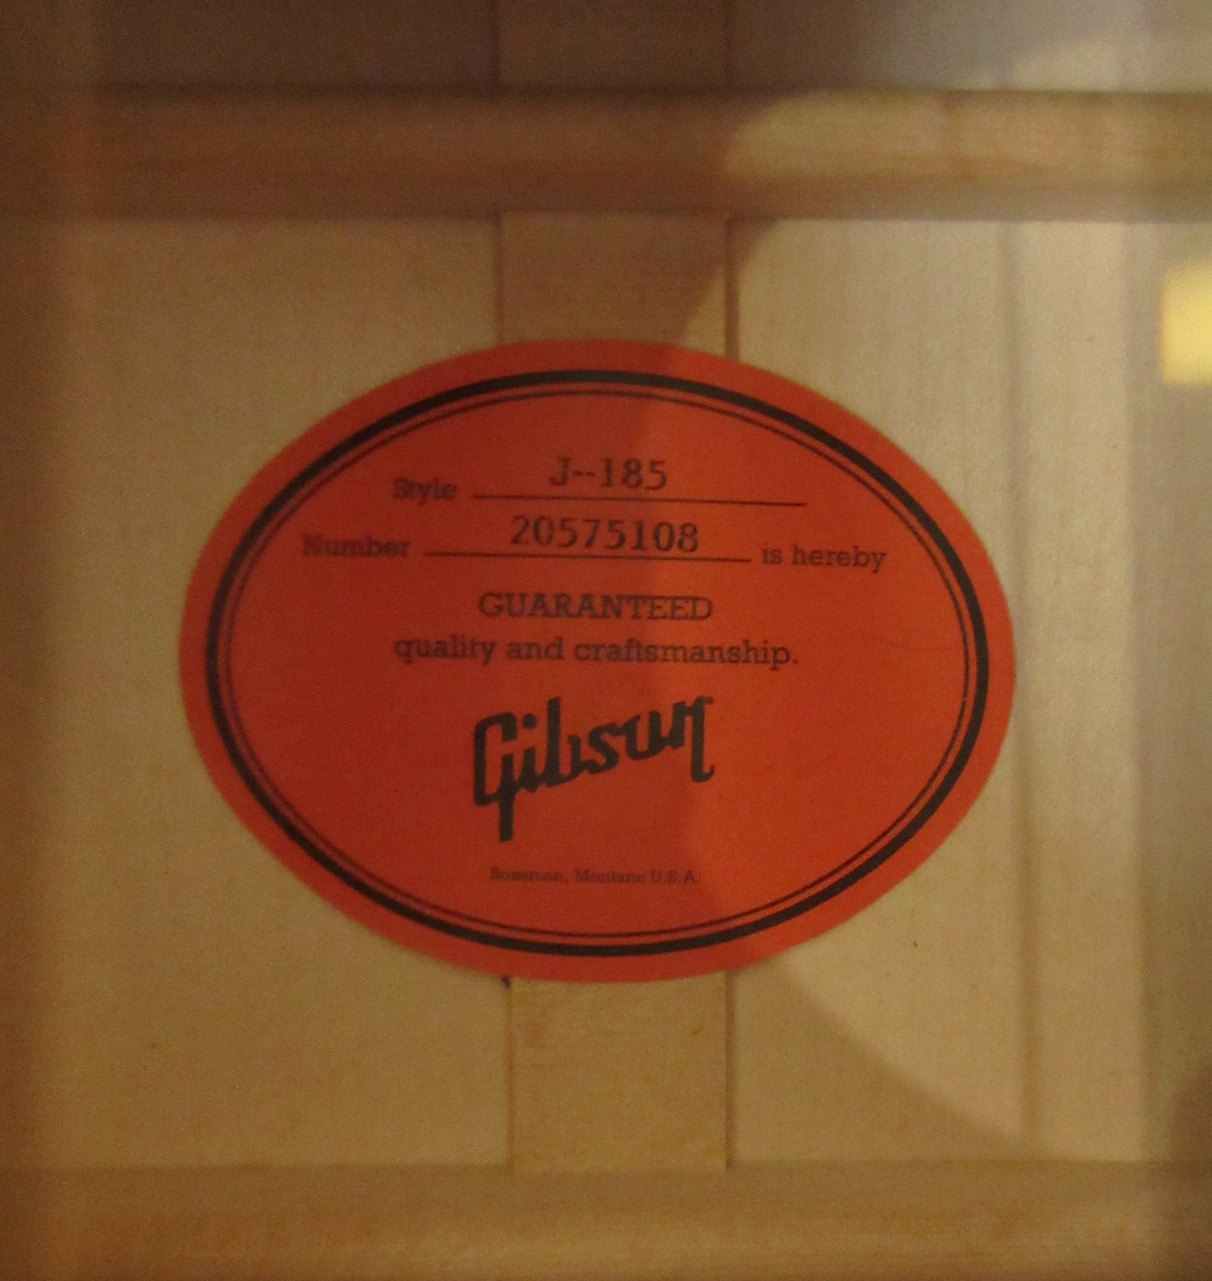 Style J--185
Number 20575108 is hereby
GUARANTEED
quality and craftsmanship.
Gibson
Bozeman, Montana U.S.A.